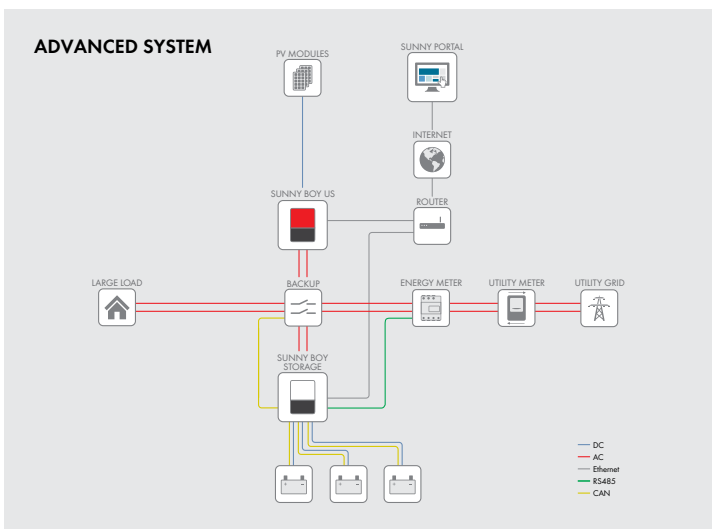 ADVANCED SYSTEM
PV MODULES
SUNNY PORTAL
INTERNET
SUNNY BOY US
ROUTER
LARGE LOAD
BACKUP
ENERGY METER
UTILITY METER
UTILITY GRID
SUNNY BOY
STORAGE
DC
AC
Ethernet
RS485
CAN